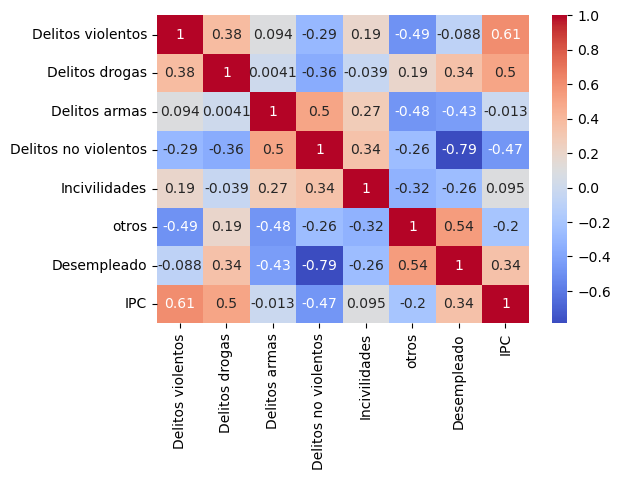 Delitos violentos 1 0.38 0.094 -0.29 0.19 -0.49 -0.088 0.61
Delitos drogas 0.38 1 0.0041 -0.36 -0.039 0.19 0.34 0.5
Delitos armas 0.094 0.0041 1 0.5 0.27 -0.48 -0.43 -0.013
Delitos no violentos -0.29 -0.36 0.5 1 0.34 -0.26 -0.79 -0.47
Incivilidades 0.19 -0.039 0.27 0.34 1 -0.32 -0.26 0.095
otros -0.49 0.19 -0.48 -0.26 -0.32 1 0.54 -0.2
Desempleado -0.088 0.34 -0.43 -0.79 -0.26 0.54 1 0.34
IPC 0.61 0.5 -0.013 -0.47 0.095 -0.2 0.34 1
Delitos violentos
Delitos drogas
Delitos armas
Delitos no violentos
Incivilidades
otros
Desempleado
IPC
1.0
0.8
0.6
0.4
0.2
0.0
−0.2
−0.4
−0.6